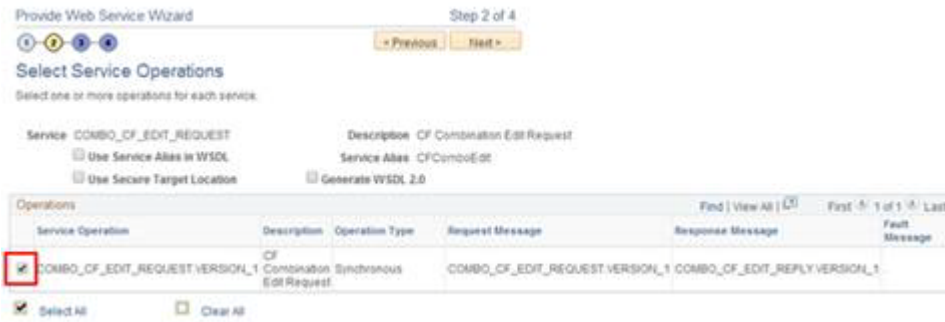 Provide Web Service Wizard Step 2 of 4
1 2 3 4
< Previous Next >
Select Service Operations
Select one or more operations for each service.
Service COMBO_CF_EDIT_REQUEST Description CF Combination Edit Request
Use Service Alias in WSDL Service Alias CFComboEdit
Use Secure Target Location Generate WSDL 2.0
Operations Find | View All | First 1 of 1 Last
Service Operation Description Operation Type Request Message Response Message Fault Message
COMBO_CF_EDIT_REQUEST.VERSION_1 CF Combination Edit Request Synchronous COMBO_CF_EDIT_REQUEST.VERSION_1 COMBO_CF_EDIT_REPLY.VERSION_1
Select All Clear All